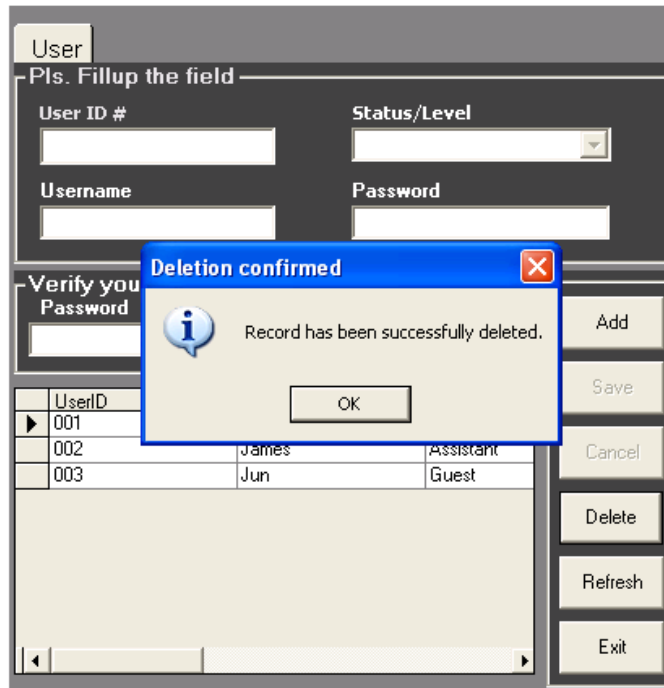 User
Pls. Fillup the field
User ID #
Status/Level
Username
Password
Deletion confirmed
Verify you
Password
Record has been successfully deleted.
OK
Add
Save
Cancel
Delete
Refresh
Exit
UserID
001
002 James Assistant
003 Jun Guest